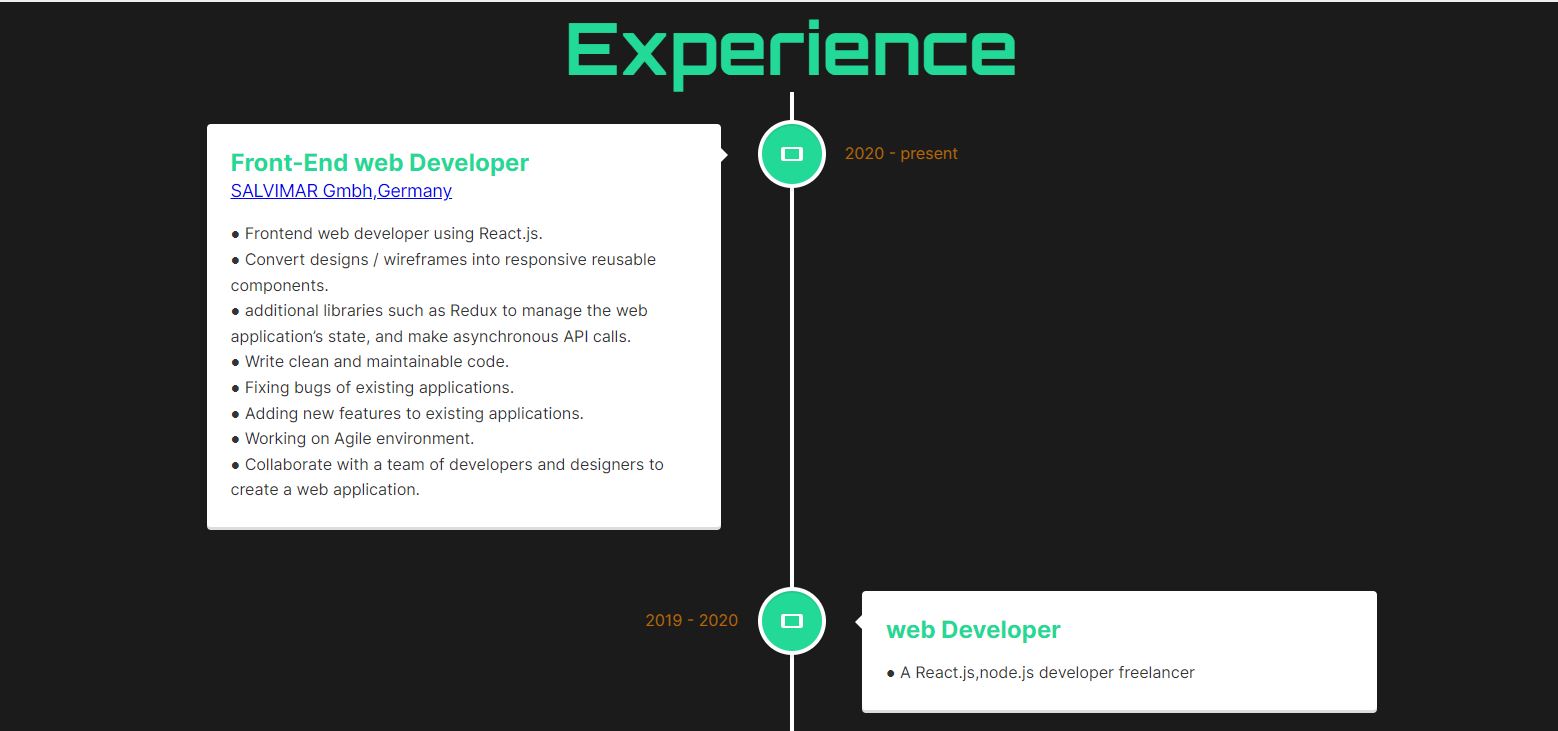 Experience
Front-End web Developer
SALVIMAR Gmbh,Germany
2020 - present
● Frontend web developer using React.js.
● Convert designs / wireframes into responsive reusable
components.
● additional libraries such as Redux to manage the web
application’s state, and make asynchronous API calls.
● Write clean and maintainable code.
● Fixing bugs of existing applications.
● Adding new features to existing applications.
● Working on Agile environment.
● Collaborate with a team of developers and designers to
create a web application.
2019 - 2020
web Developer
● A React.js,node.js developer freelancer